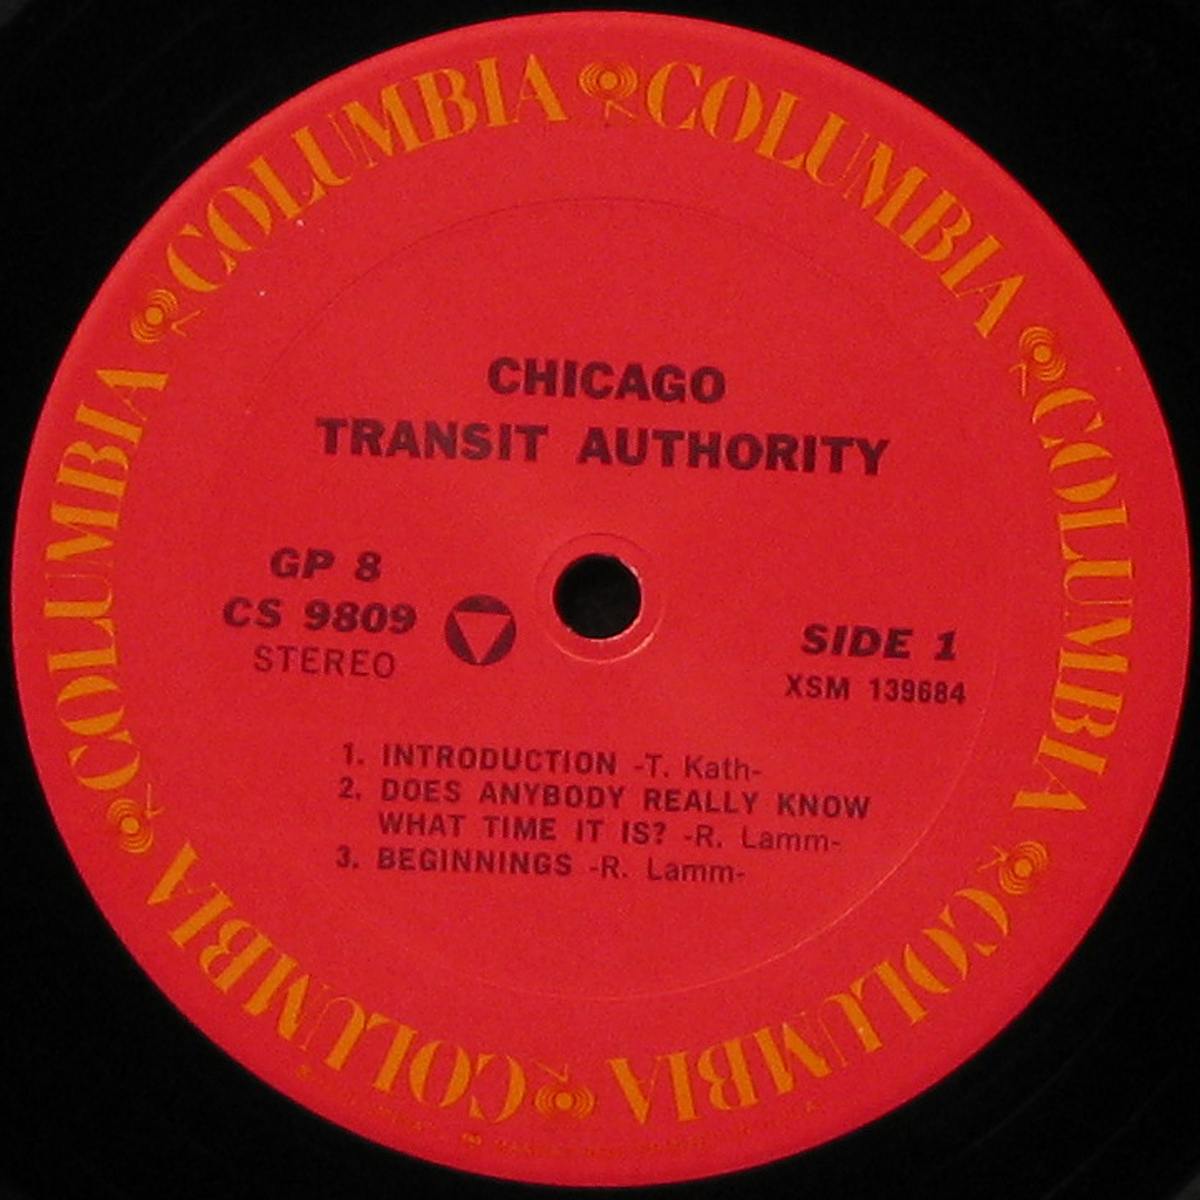 COLUMBIA COLUMBIA COLUMBIA COLUMBIA COLUMBIA COLUMBIA
CHICAGO
TRANSIT AUTHORITY
GP 8
CS 9809
STEREO
SIDE 1
XSM 139684
1. INTRODUCTION -T. Kath-
2. DOES ANYBODY REALLY KNOW
WHAT TIME IT IS? -R. Lamm-
3. BEGINNINGS -R. Lamm-